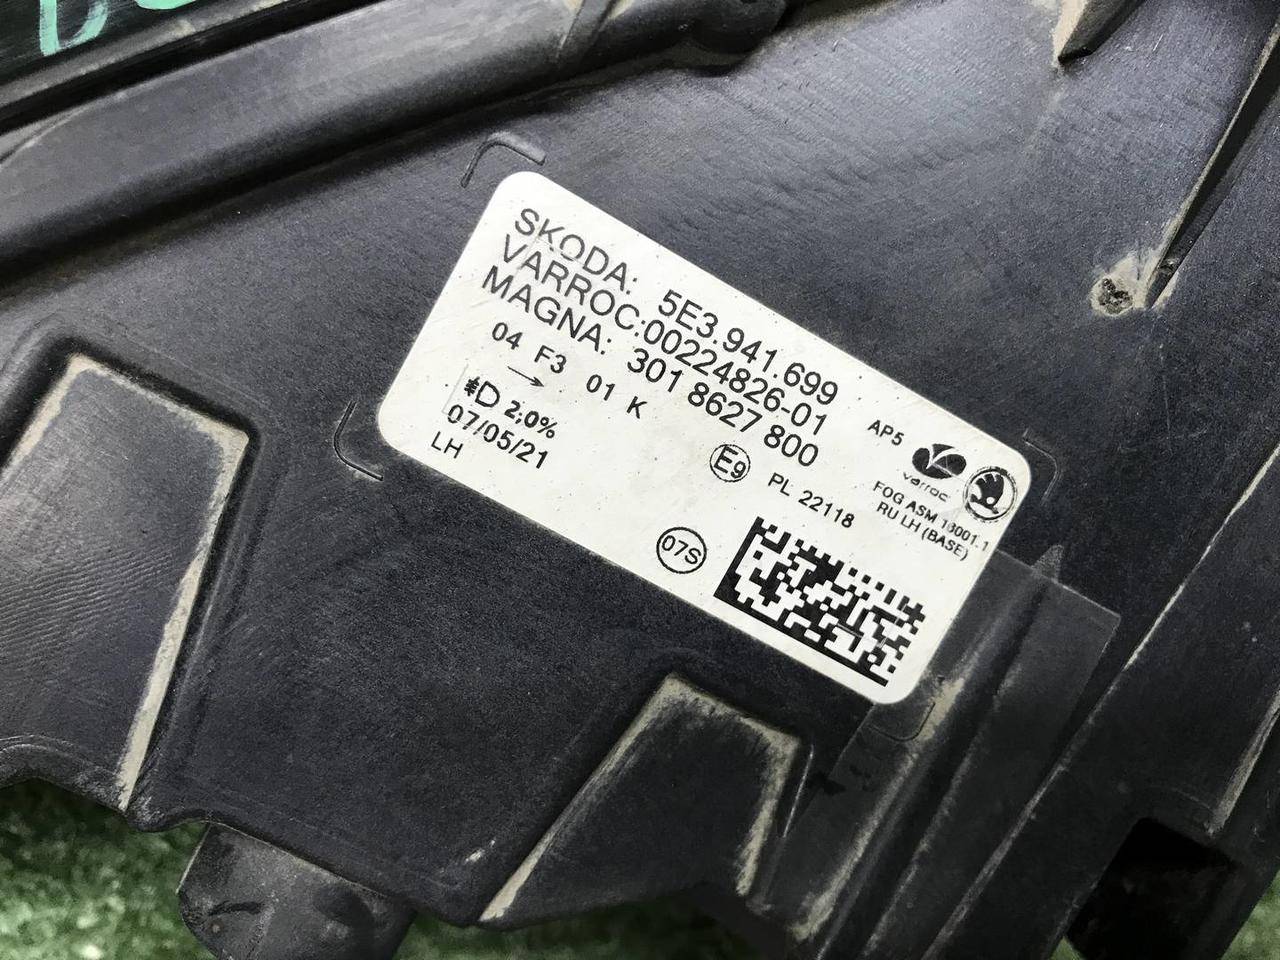 SKODA: 5E3.941.699
VARROC:00224826-01
MAGNA: 301 8627 800
04 F3 01 K
D 2,0%
07/05/21
LH
E9
PL 22118
AP5
varroc
FOG ASM 18001.1
RU LH (BASE)
07S